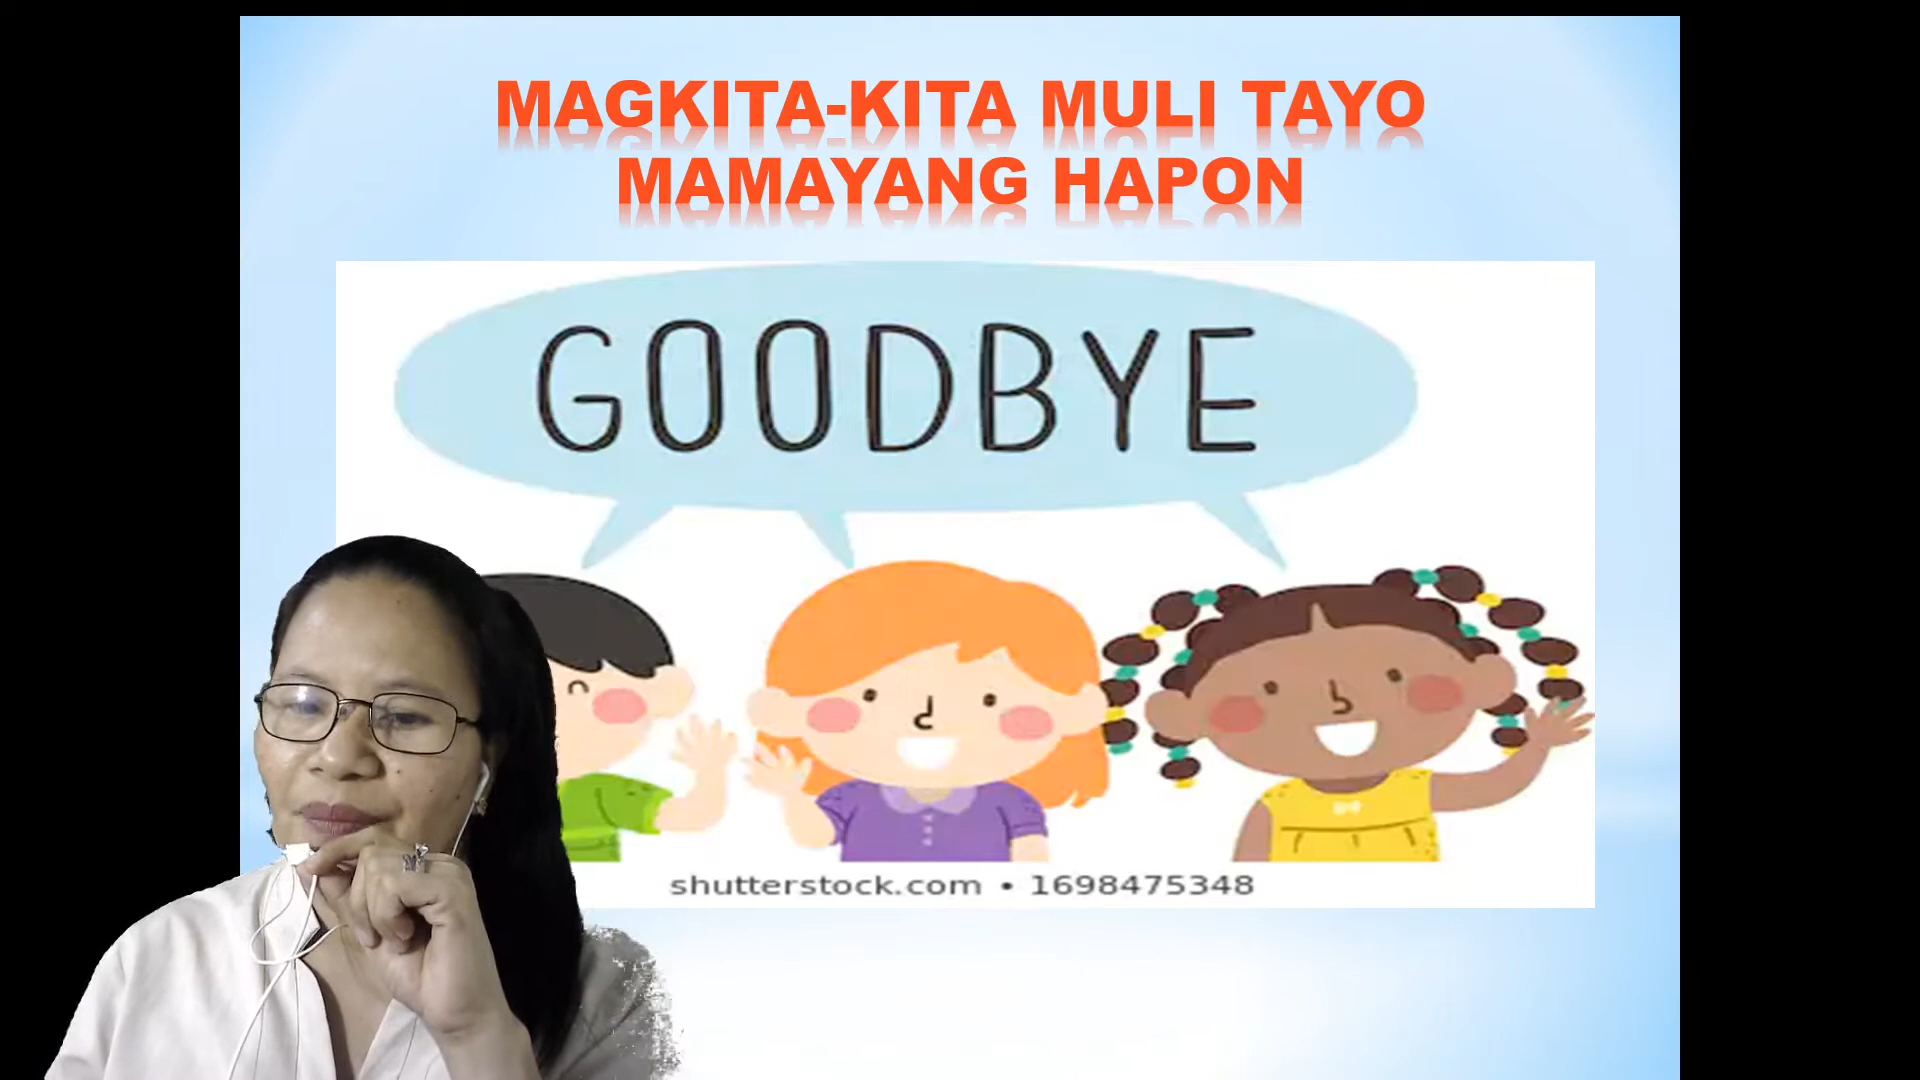 MAGKITA-KITA MULI TAYO
MAMAYANG HAPON
GOODBYE
shutterstock.com • 1698475348